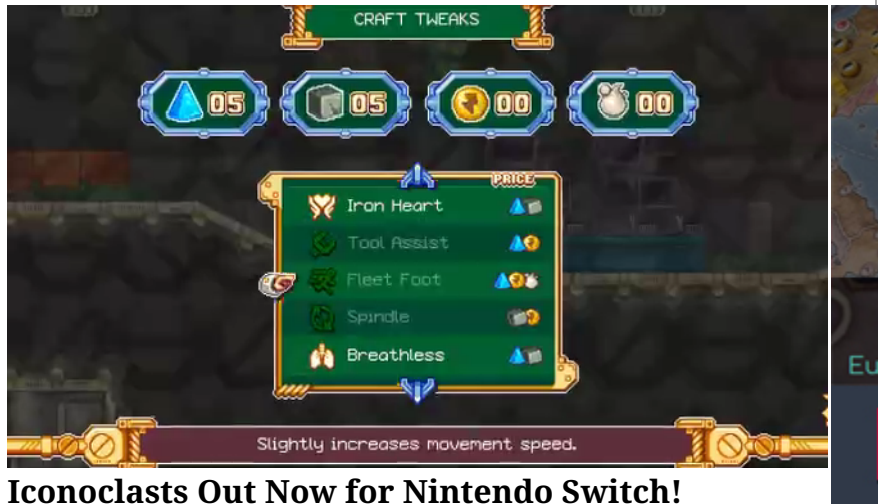 CRAFT TWEAKS
05 05 00 00
PRICE
Iron Heart
Tool Assist
Fleet Foot
Spindle
Breathless
Slightly increases movement speed.
Iconoclasts Out Now for Nintendo Switch!
Eu